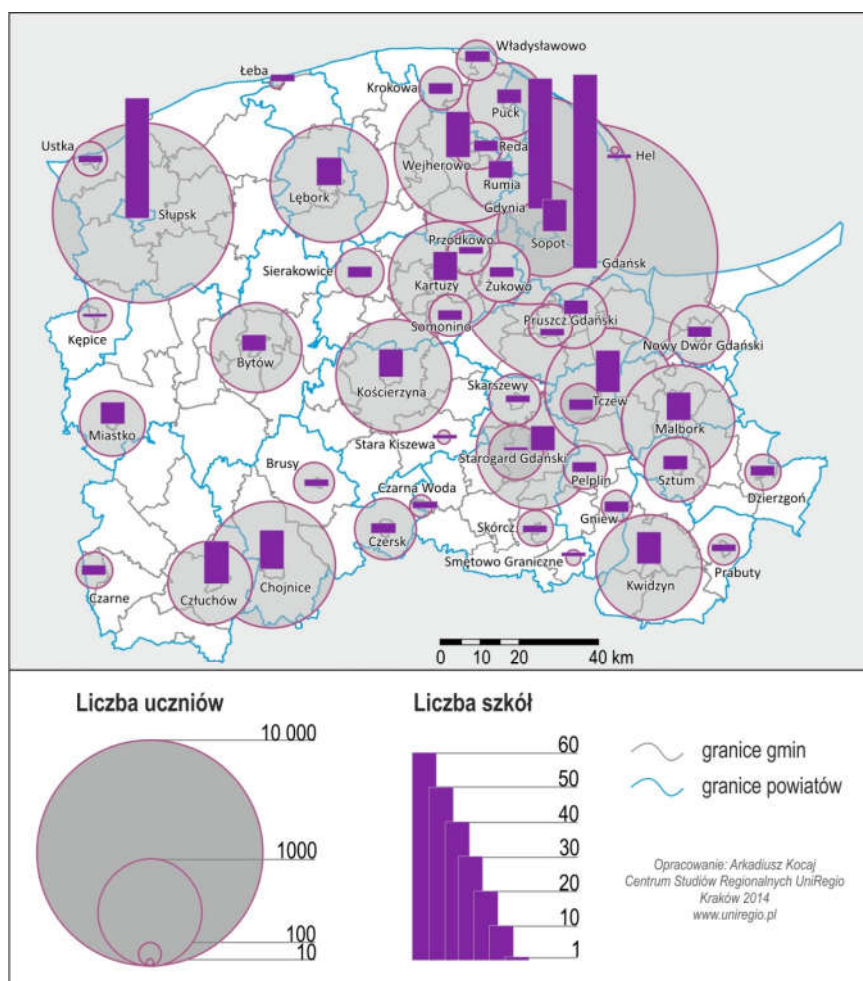 Władysławowo
Łeba
Krokowa
Puck
Ustka
Reda
Hel
Wejherowo
Rumia
Lębork
Słupsk
Gdynia
Sopot
Przodkowo
Gdańsk
Sierakowice
Kartuzy
Żukowo
Somonino
Pruszcz Gdański
Kępice
Nowy Dwór Gdański
Bytów
Kościerzyna
Skarszewy
Tczew
Malbork
Miastko
Stara Kiszewa
Starogard Gdański
Brusy
Pelplin
Sztum
Czarna Woda
Dzierzgoń
Gniew
Czersk
Skórcz
Smętowo Graniczne
Prabuty
Czarne
Człuchów
Chojnice
Kwidzyn
0 10 20 40 km
Liczba uczniów
10 000
1000
100
10
Liczba szkół
60
50
40
30
20
10
1
granice gmin
granice powiatów
Opracowanie: Arkadiusz Kocaj
Centrum Studiów Regionalnych UniRegio
Kraków 2014
www.uniregio.pl